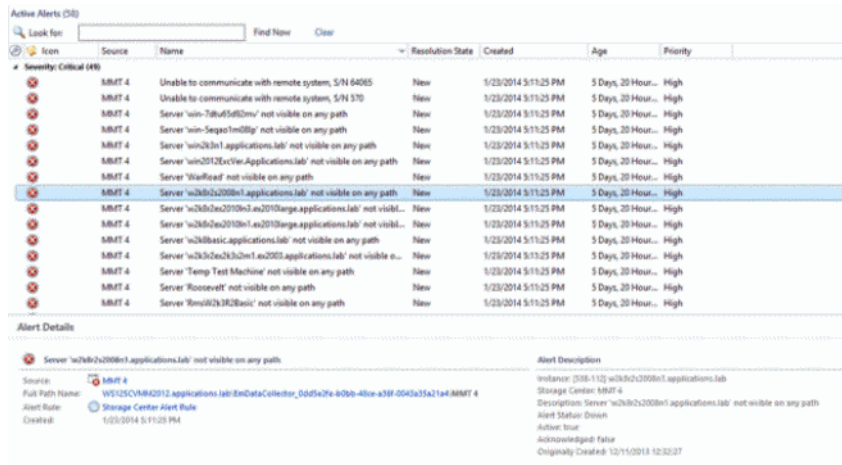 Active Alerts (50)
Look for: Find Now Clear
Icon Source Name Resolution State Created Age Priority
Severity: Critical (49)
MMT 4 Unable to communicate with remote system, S/N 64065 New 1/23/2014 5:11:25 PM 5 Days, 20 Hour... High
MMT 4 Unable to communicate with remote system, S/N 570 New 1/23/2014 5:11:25 PM 5 Days, 20 Hour... High
MMT 4 Server 'win-7dtu65d92mv' not visible on any path New 1/23/2014 5:11:25 PM 5 Days, 20 Hour... High
MMT 4 Server 'win-5eqao1m08lp' not visible on any path New 1/23/2014 5:11:25 PM 5 Days, 20 Hour... High
MMT 4 Server 'win2k3n1.applications.lab' not visible on any path New 1/23/2014 5:11:25 PM 5 Days, 20 Hour... High
MMT 4 Server 'win2012ExcVer.Applications.lab' not visible on any path New 1/23/2014 5:11:25 PM 5 Days, 20 Hour... High
MMT 4 Server 'WarRoad' not visible on any path New 1/23/2014 5:11:25 PM 5 Days, 20 Hour... High
MMT 4 Server 'w2k8r2s2008n1.applications.lab' not visible on any path New 1/23/2014 5:11:25 PM 5 Days, 20 Hour... High
MMT 4 Server 'w2k8r2ex2010ln3.ex2010large.applications.lab' not visibl... New 1/23/2014 5:11:25 PM 5 Days, 20 Hour... High
MMT 4 Server 'w2k8r2ex2010ln1.ex2010large.applications.lab' not visibl... New 1/23/2014 5:11:25 PM 5 Days, 20 Hour... High
MMT 4 Server 'w2k8basic.applications.lab' not visible on any path New 1/23/2014 5:11:25 PM 5 Days, 20 Hour... High
MMT 4 Server 'w2k3r2ex2k3s2m1.ex2003.applications.lab' not visible o... New 1/23/2014 5:11:25 PM 5 Days, 20 Hour... High
MMT 4 Server 'Temp Test Machine' not visible on any path New 1/23/2014 5:11:25 PM 5 Days, 20 Hour... High
MMT 4 Server 'Roosevelt' not visible on any path New 1/23/2014 5:11:25 PM 5 Days, 20 Hour... High
MMT 4 Server 'RmsW2k3R2Basic' not visible on any path New 1/23/2014 5:11:25 PM 5 Days, 20 Hour... High
Alert Details
Server 'w2k8r2s2008n1.applications.lab' not visible on any path
Source: MMT 4
Full Path Name: MMT 4
Alert Rule: Storage Center Alert Rule
Created: 1/23/2014 5:11:25 PM
Alert Description
Instance: w2k8r2s2008n1.applications.lab
Storage Center: MMT 4
Description: Server 'w2k8r2s2008n1.applications.lab' not visible on any path
Alert Status: Down
Active: true
Acknowledged: false
Originally Created: 12/11/2013 12:32:27